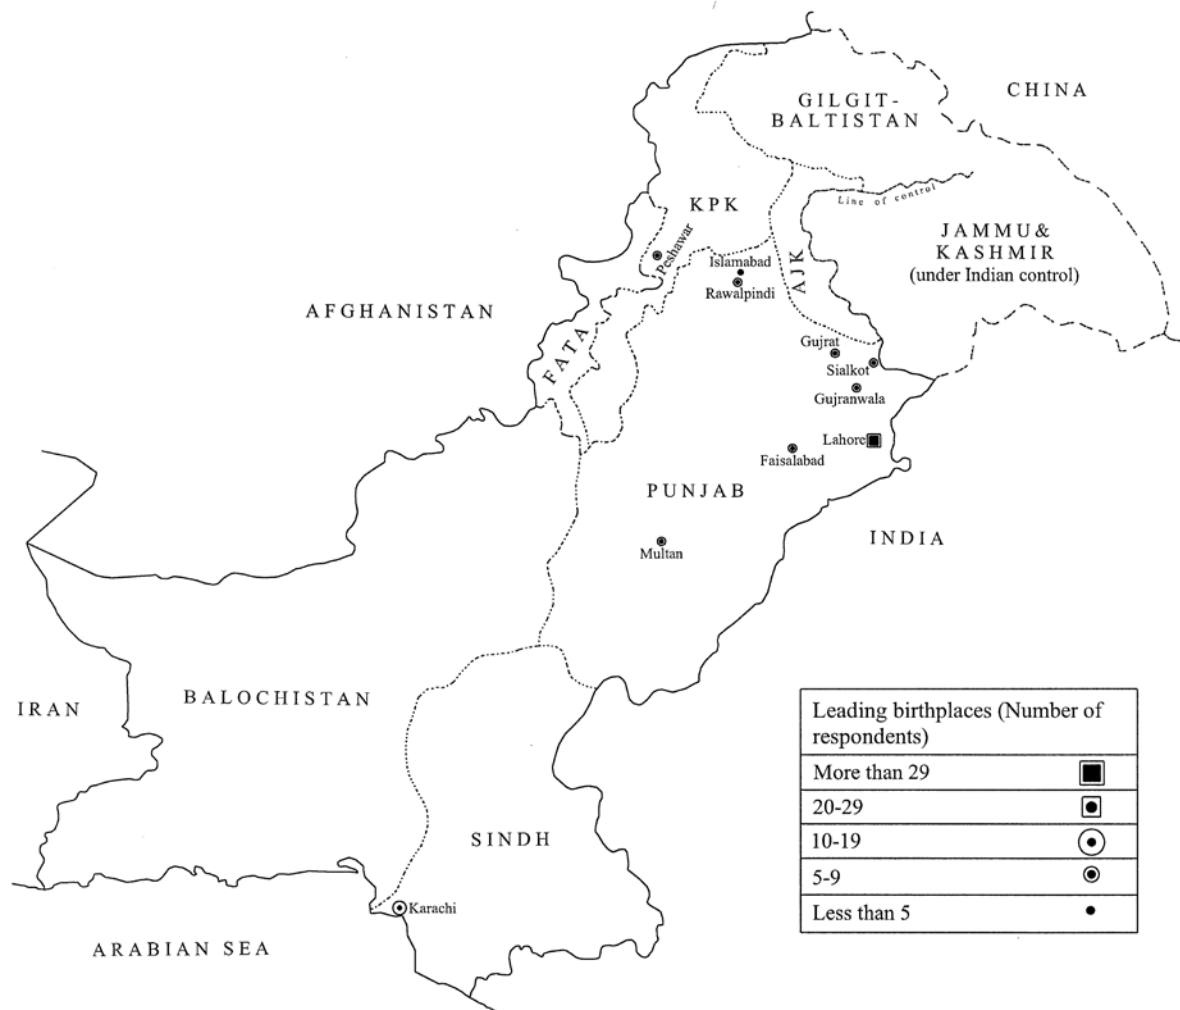 CHINA
GILGIT-
BALTISTAN
Line of control
KPK
JAMMU&
KASHMIR
(under Indian control)
Peshawar
Islamabad
Rawalpindi
AJK
AFGHANISTAN
FATA
Gujrat
Sialkot
Gujranwala
Lahore
Faisalabad
PUNJAB
INDIA
Multan
BALOCHISTAN
IRAN
SINDH
Karachi
ARABIAN SEA
Leading birthplaces (Number of
respondents)
More than 29
20-29
10-19
5-9
Less than 5